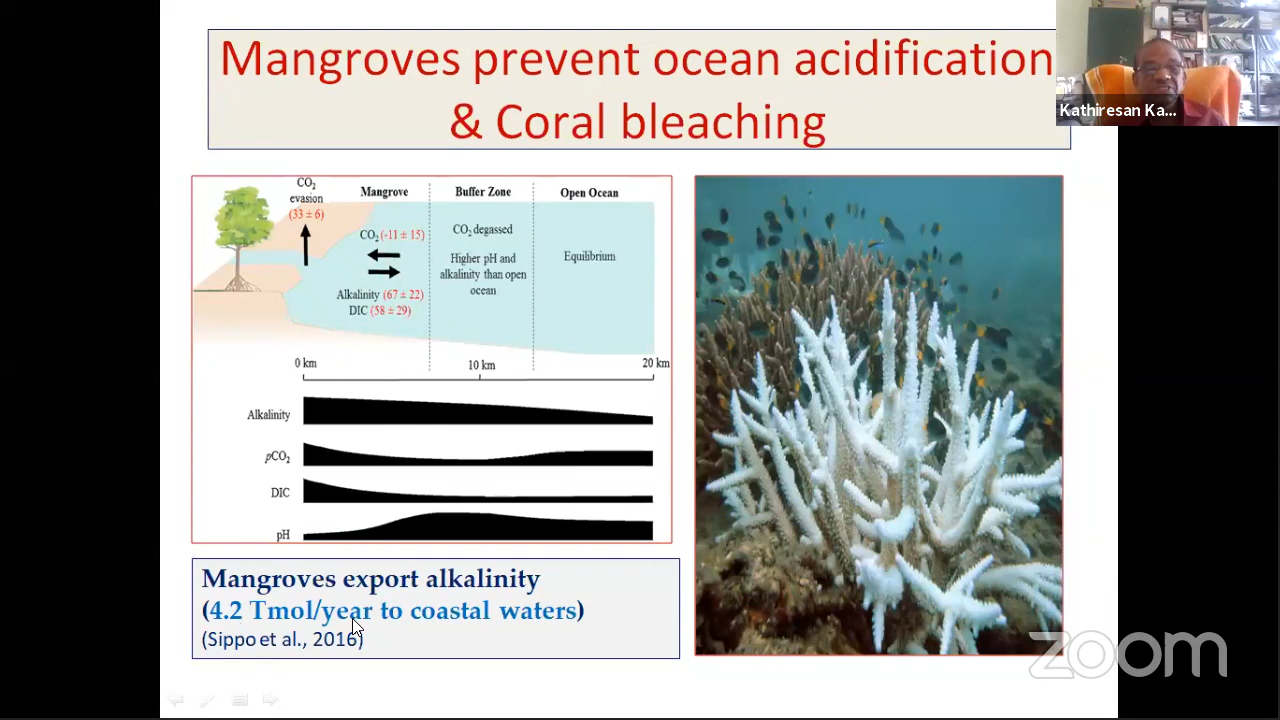 Mangroves prevent ocean acidification
& Coral bleaching
Kathiresan Ka...
CO2
evasion
(33 ± 6)
Mangrove
Buffer Zone
Open Ocean
CO2 (-11 ± 15)
CO2 degassed
Higher pH and
alkalinity than open
ocean
Equilibrium
Alkalinity (67 ± 22)
DIC (58 ± 29)
0 km
10 km
20 km
Alkalinity
pCO2
DIC
pH
Mangroves export alkalinity
(4.2 Tmol/year to coastal waters)
(Sippo et al., 2016)
zoom